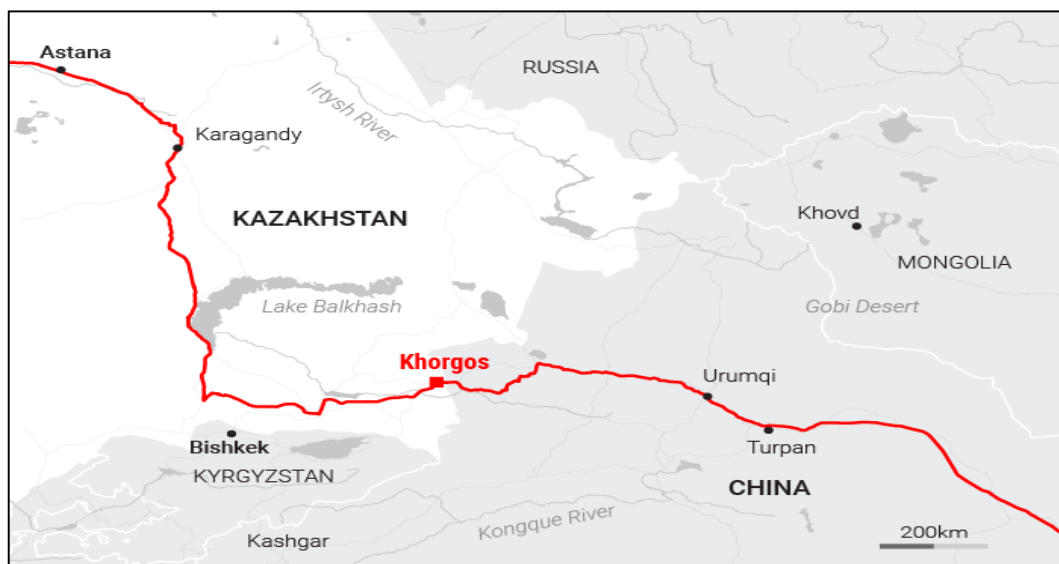 Astana
RUSSIA
Irtysh River
Karagandy
KAZAKHSTAN
Khovd
MONGOLIA
Lake Balkhash
Gobi Desert
Khorgos
Urumqi
Bishkek
Turpan
KYRGYZSTAN
CHINA
Kongque River
Kashgar
200km